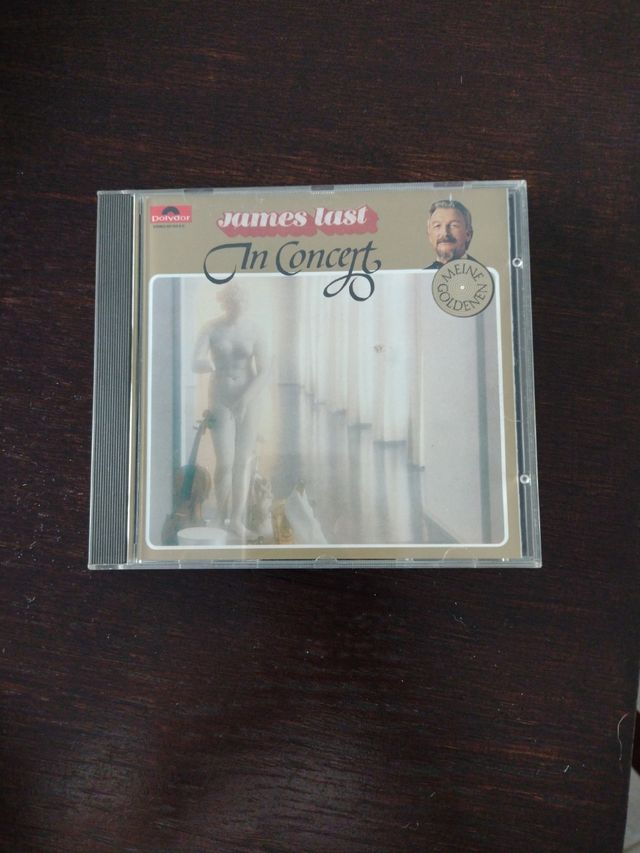 Polydor
James Last
In Concert
MEINE
GOLDENEN